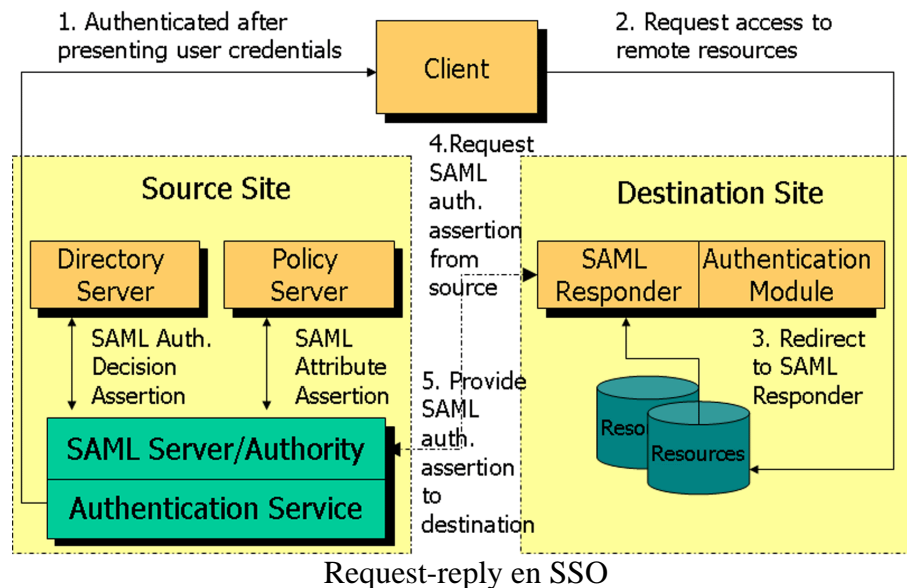 1. Authenticated after
presenting user credentials
Client
2. Request access to
remote resources
4.Request
SAML
auth.
assertion
from
source
Source Site
Directory
Server
Policy
Server
SAML Auth.
Decision
Assertion
SAML
Attribute
Assertion
SAML Server/Authority
Authentication Service
5. Provide
SAML
auth.
assertion
to
destination
Destination Site
SAML
Responder
Authentication
Module
3. Redirect
to SAML
Responder
Resources
Request-reply en SSO